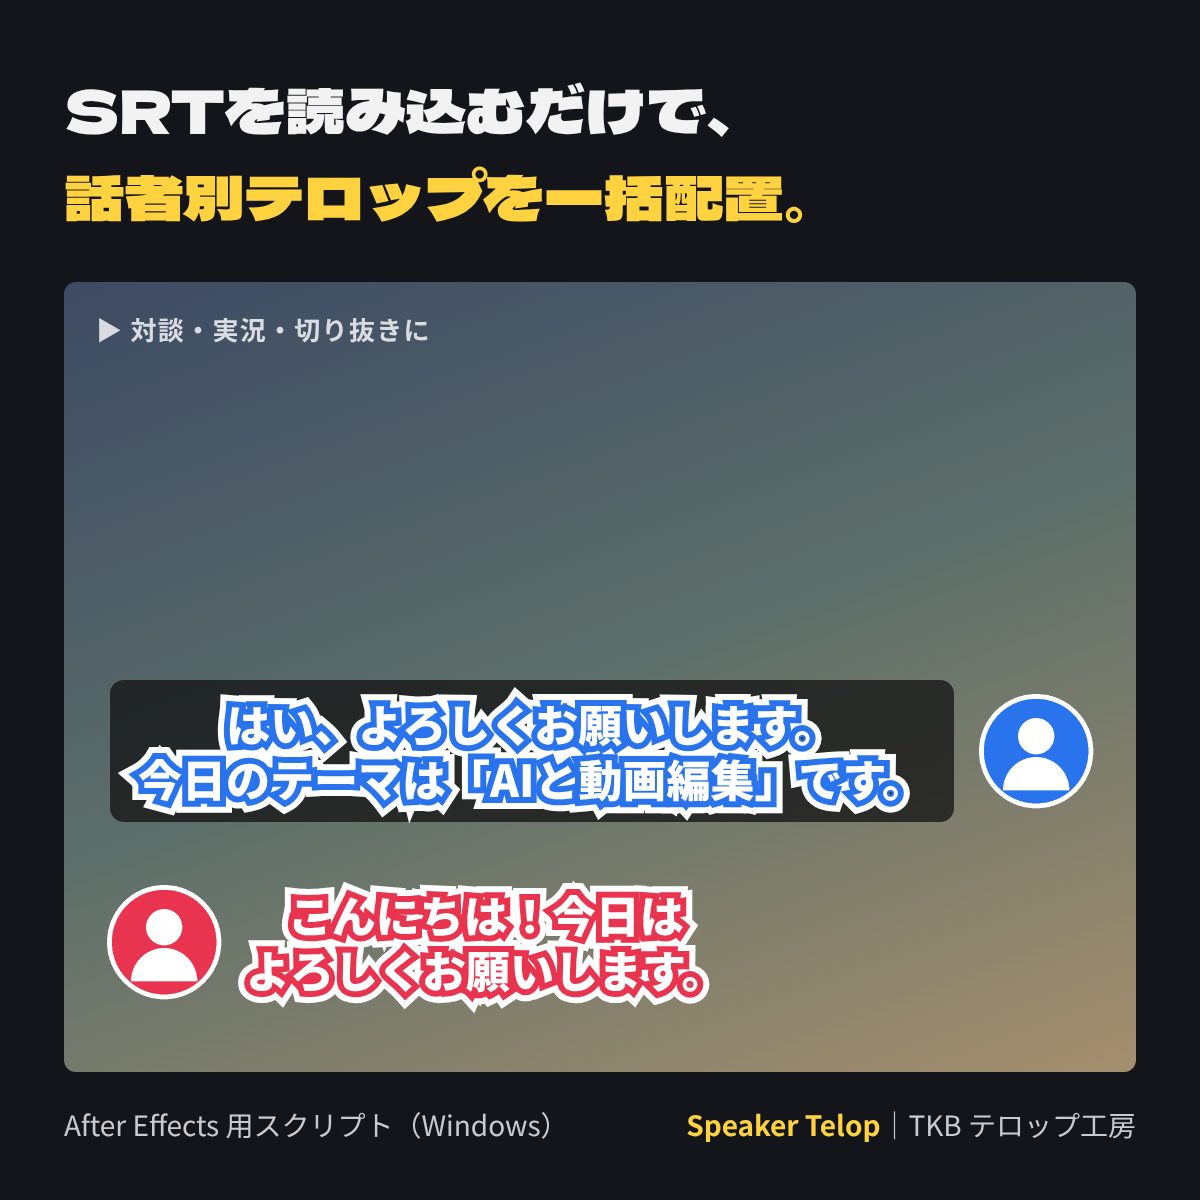 SRTを読み込むだけで、
話者別テロップを一括配置。
▶ 対談・実況・切り抜きに
はい、よろしくお願いします。
今日のテーマは「AIと動画編集」です。
こんにちは！今日は
よろしくお願いします。
After Effects 用スクリプト（Windows）
Speaker Telop｜TKB テロップ工房